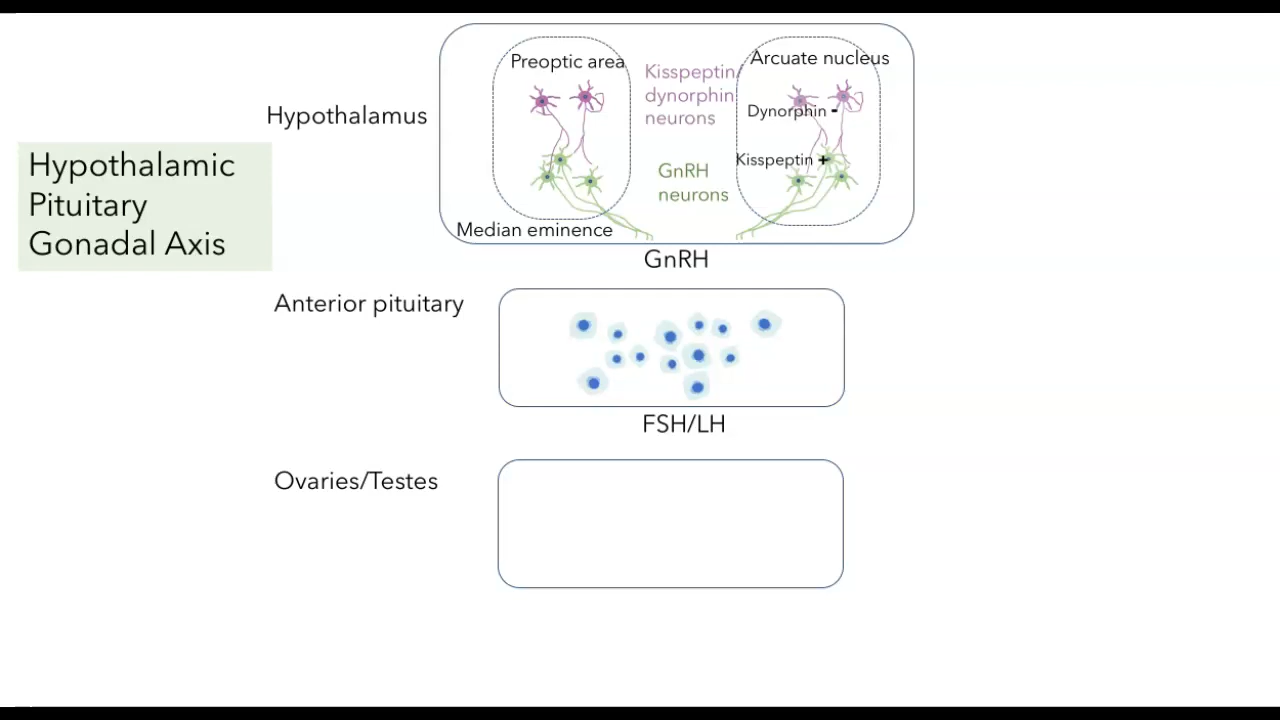 Preoptic area
Arcuate nucleus
Kisspeptin/
dynorphin
neurons
Hypothalamus
Dynorphin -
Kisspeptin +
Hypothalamic
Pituitary
Gonadal Axis
GnRH
neurons
Median eminence
GnRH
Anterior pituitary
FSH/LH
Ovaries/Testes